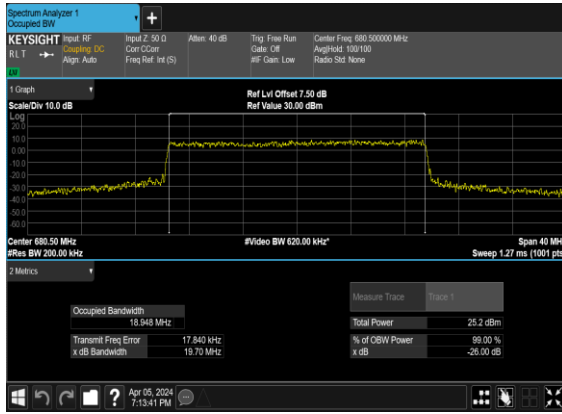 Spectrum Analyzer 1
Occupied BW
KEYSIGHT Input: RF Input Z: 50 Ω Atten: 40 dB Trig: Free Run Center Freq: 680.500000 MHz
RLT Coupling: DC Corr CCorr Gate: Off Avg|Hold: 100/100
Align: Auto Freq Ref: Int (S) #IF Gain: Low Radio Std: None
1 Graph
Ref Lvl Offset 7.50 dB
Scale/Div 10.0 dB Ref Value 30.00 dBm
Log
20.0
10.0
0.00
-10.0
-20.0
-30.0
-40.0
-50.0
-60.0
Center 680.50 MHz #Video BW 620.00 kHz* Span 40 MH
#Res BW 200.00 kHz Sweep 1.27 ms (1001 pts
2 Metrics
Measure Trace Trace 1
Occupied Bandwidth
18.948 MHz Total Power 25.2 dBm
Transmit Freq Error 17.840 kHz % of OBW Power 99.00 %
x dB Bandwidth 19.70 MHz x dB -26.00 dB
Apr 05, 2024
7:13:41 PM